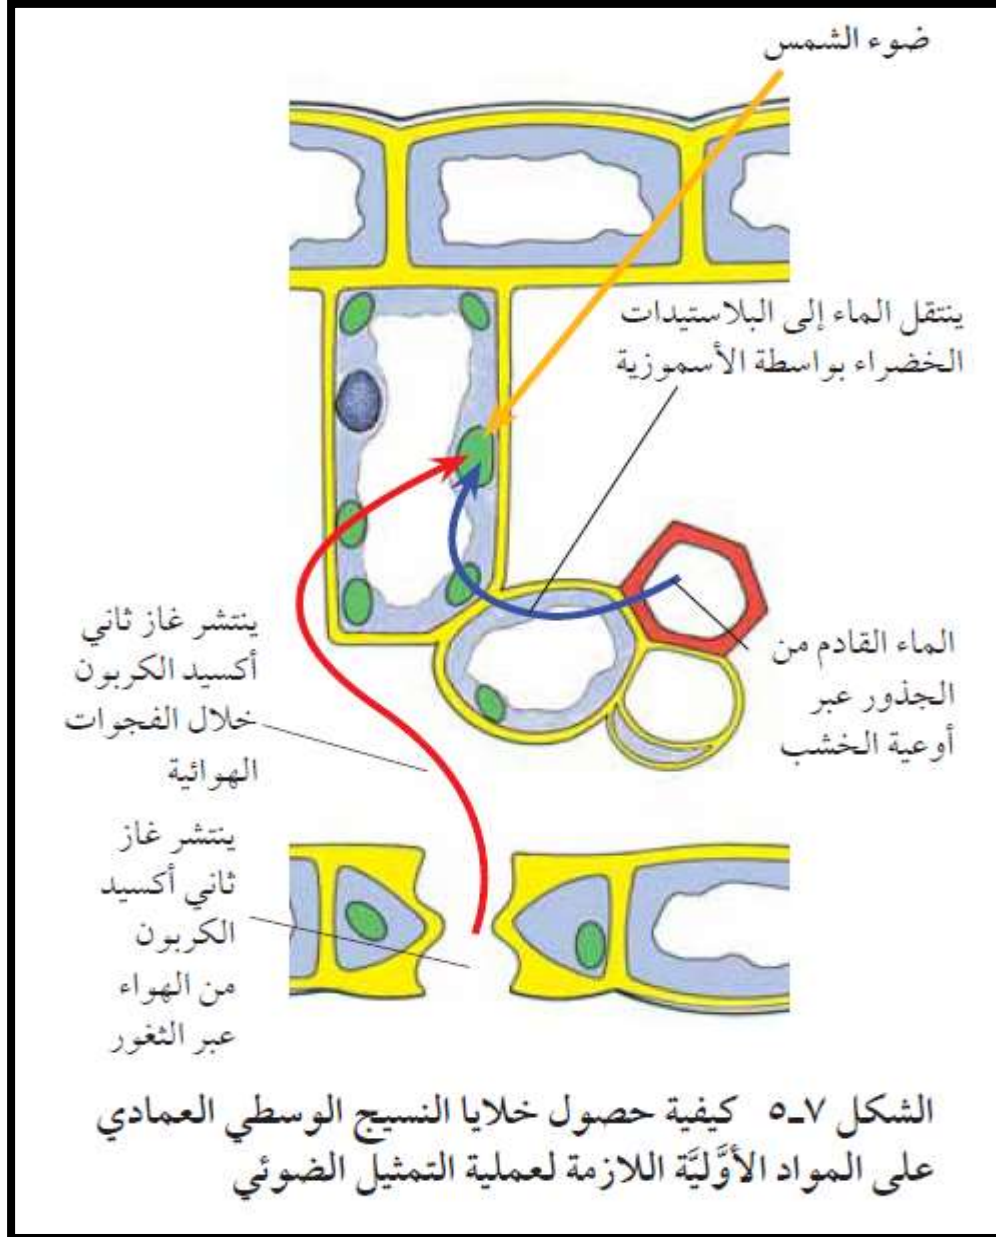 ضوء الشمس
ينتقل الماء إلى البلاستيدات
الخضراء بواسطة الأسموزية
الماء القادم من
الجذور عبر
أوعية الخشب
ينتشر غاز ثاني
أكسيد الكربون
خلال الفجوات
الهوائية
ينتشر غاز
ثاني أكسيد
الكربون
من الهواء
عبر الثغور
الشكل ٧-٥ كيفية حصول خلايا النسيج الوسطي العمادي
على المواد الأوَّليَّة اللازمة لعملية التمثيل الضوئي